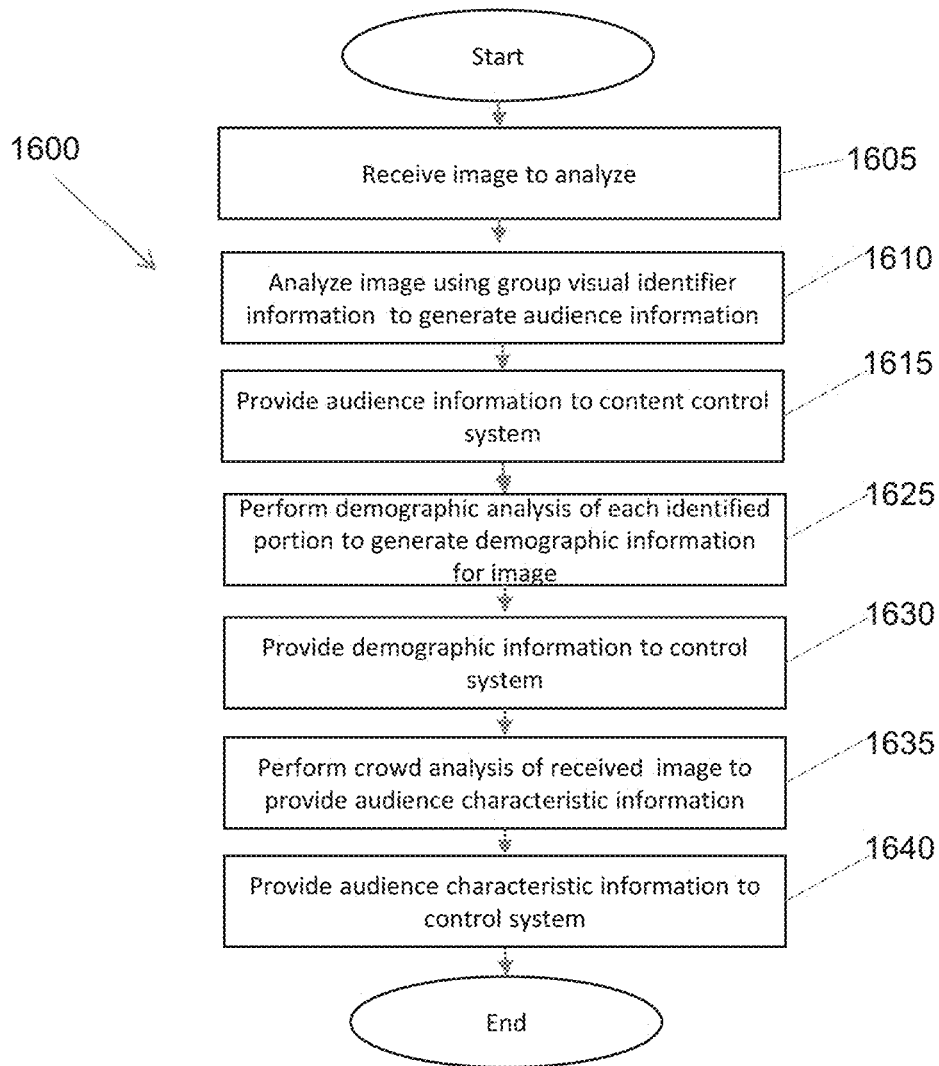 Start
1600
Receive image to analyze
1605
Analyze image using group visual identifier
information to generate audience information
1610
Provide audience information to content control
system
1615
Perform demographic analysis of each identified
portion to generate demographic information
for image
1625
Provide demographic information to control
system
1630
Perform crowd analysis of received image to
provide audience characteristic information
1635
Provide audience characteristic information to
control system
1640
End